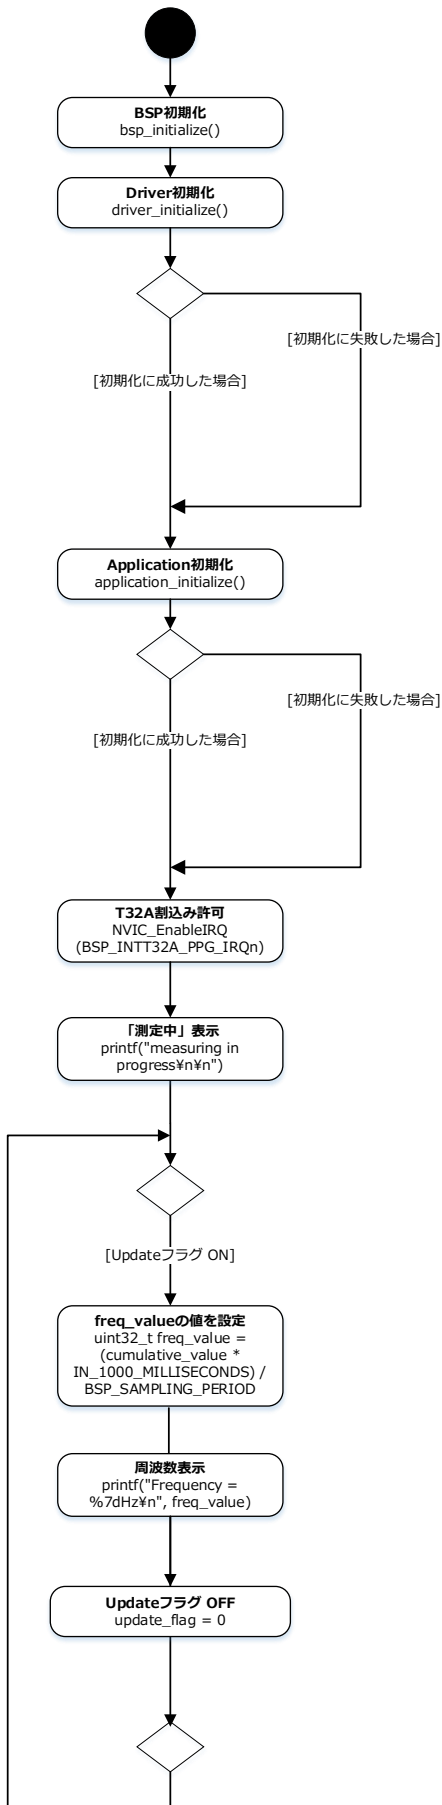 BSP初期化
bsp_initialize()
Driver初期化
driver_initialize()
[初期化に失敗した場合]
[初期化に成功した場合]
Application初期化
application_initialize()
[初期化に失敗した場合]
[初期化に成功した場合]
T32A割込み許可
NVIC_EnableIRQ
(BSP_INTT32A_PPG_IRQn)
「測定中」表示
printf("measuring in
progress¥n¥n")
[Updateフラグ ON]
freq_valueの値を設定
uint32_t freq_value =
(cumulative_value *
IN_1000_MILLISECONDS) /
BSP_SAMPLING_PERIOD
周波数表示
printf("Frequency =
%7dHz¥n", freq_value)
Updateフラグ OFF
update_flag = 0